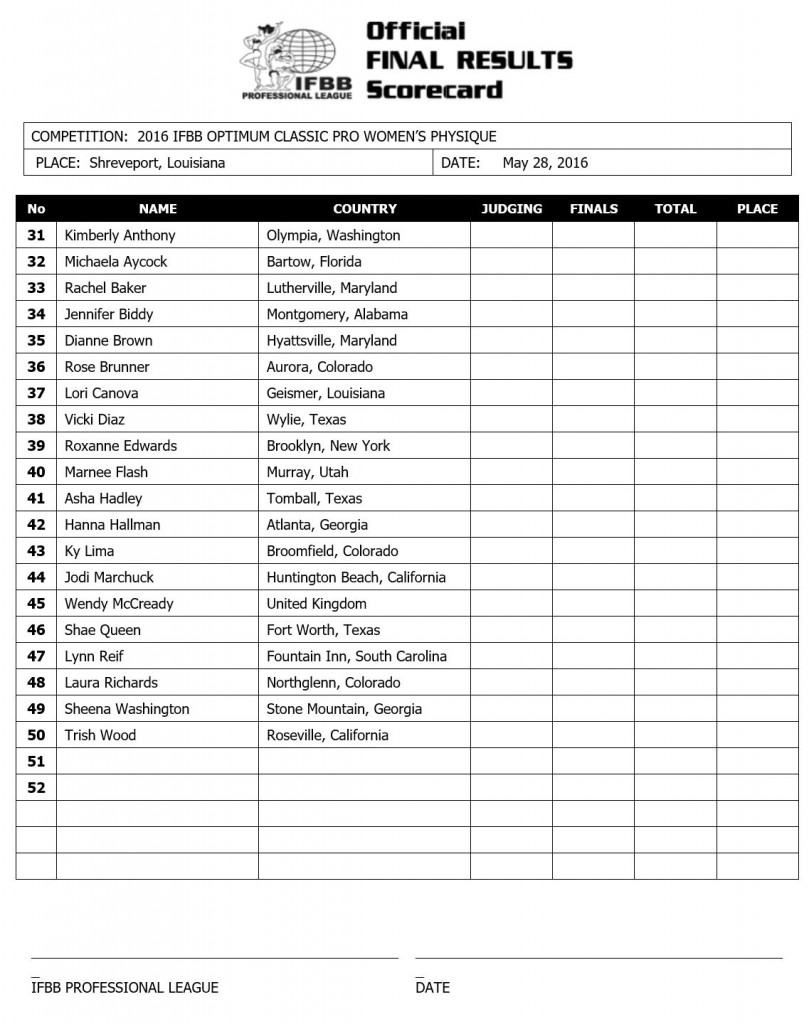 Official
FINAL RESULTS
Scorecard
IFBB
PROFESSIONAL LEAGUE
COMPETITION: 2016 IFBB OPTIMUM CLASSIC PRO WOMEN'S PHYSIQUE
PLACE: Shreveport, Louisiana DATE: May 28, 2016
No NAME COUNTRY JUDGING FINALS TOTAL PLACE
31 Kimberly Anthony Olympia, Washington
32 Michaela Aycock Bartow, Florida
33 Rachel Baker Lutherville, Maryland
34 Jennifer Biddy Montgomery, Alabama
35 Dianne Brown Hyattsville, Maryland
36 Rose Brunner Aurora, Colorado
37 Lori Canova Geismer, Louisiana
38 Vicki Diaz Wylie, Texas
39 Roxanne Edwards Brooklyn, New York
40 Marnee Flash Murray, Utah
41 Asha Hadley Tomball, Texas
42 Hanna Hallman Atlanta, Georgia
43 Ky Lima Broomfield, Colorado
44 Jodi Marchuck Huntington Beach, California
45 Wendy McCready United Kingdom
46 Shae Queen Fort Worth, Texas
47 Lynn Reif Fountain Inn, South Carolina
48 Laura Richards Northglenn, Colorado
49 Sheena Washington Stone Mountain, Georgia
50 Trish Wood Roseville, California
51
52
IFBB PROFESSIONAL LEAGUE DATE